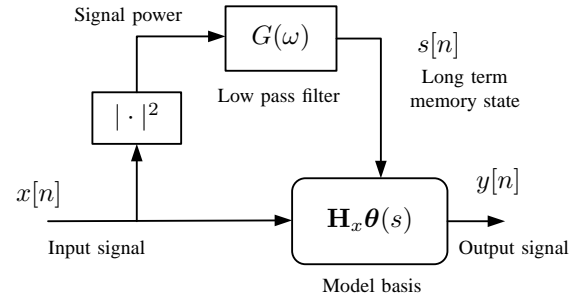 Signal power
G(ω)
s[n]
Low pass filter
Long term
memory state
| · |²
x[n]
H_xθ(s)
y[n]
Input signal
Output signal
Model basis